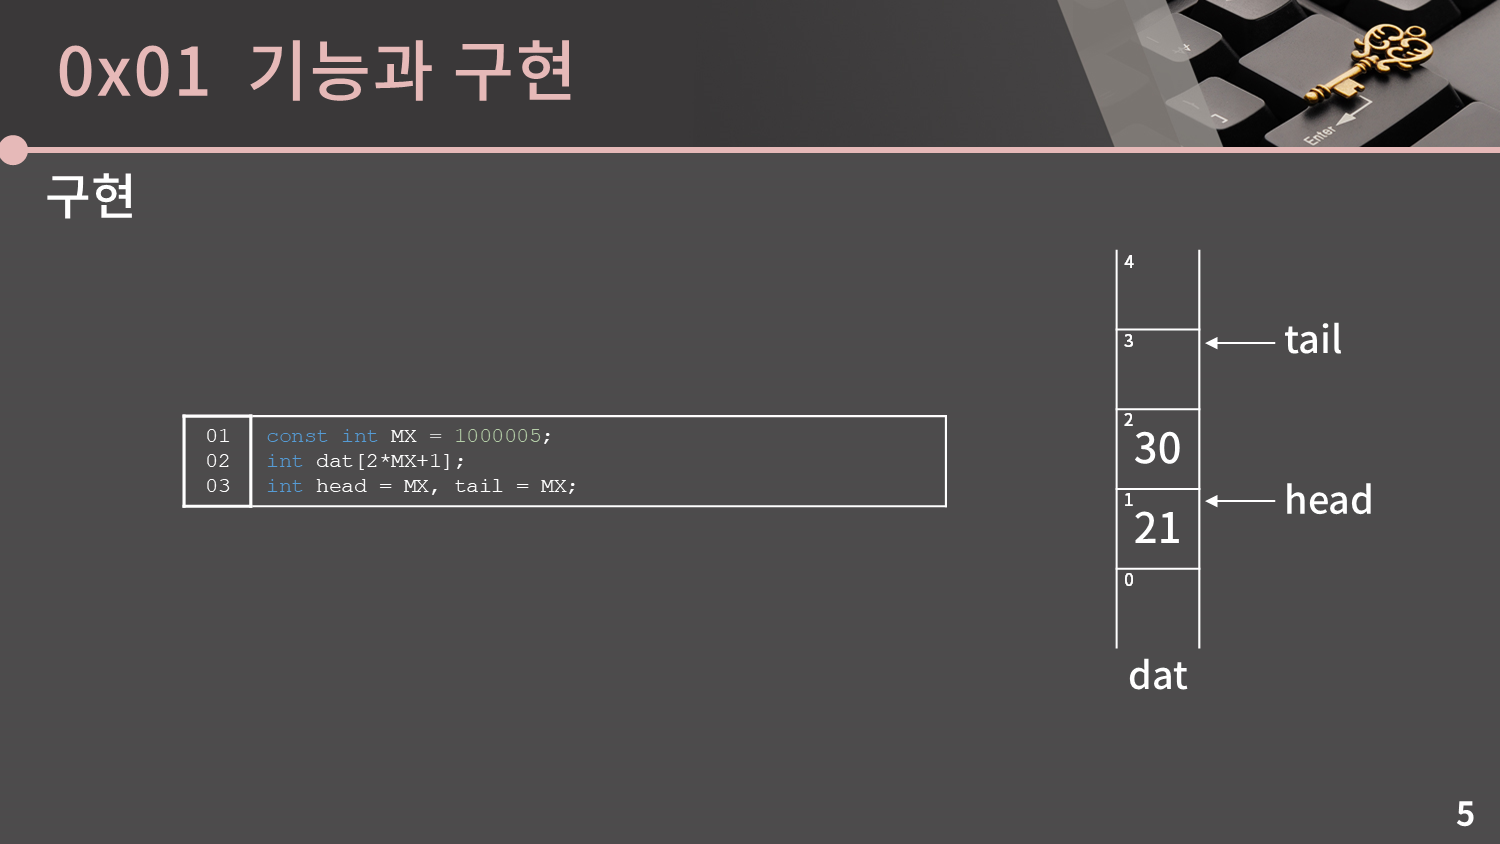 0x01 기능과 구현
Enter
구현
01 const int MX = 1000005;
02 int dat[2*MX+1];
03 int head = MX, tail = MX;
4
3
tail
2
30
1
21
head
0
dat
5